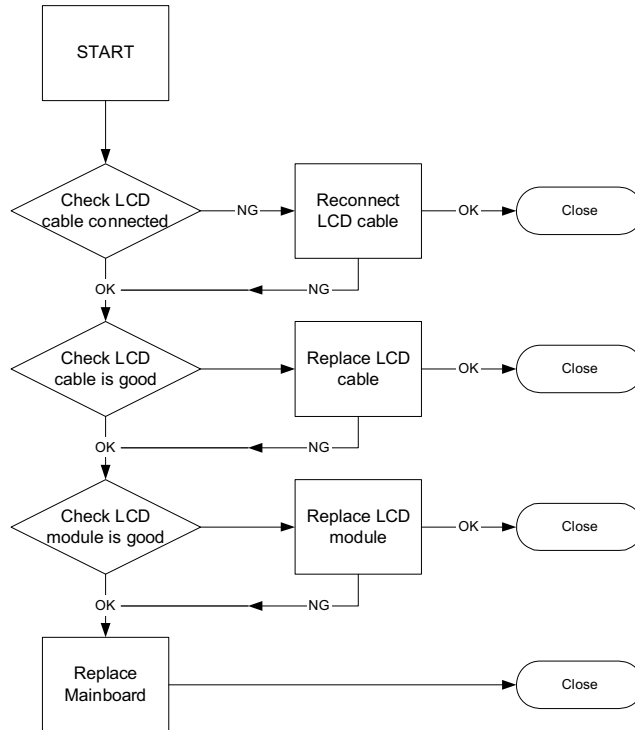 START
Check LCD
cable connected
NG
Reconnect
LCD cable
OK
Close
OK
NG
Check LCD
cable is good
Replace LCD
cable
OK
Close
OK
NG
Check LCD
module is good
Replace LCD
module
OK
Close
OK
NG
Replace
Mainboard
Close